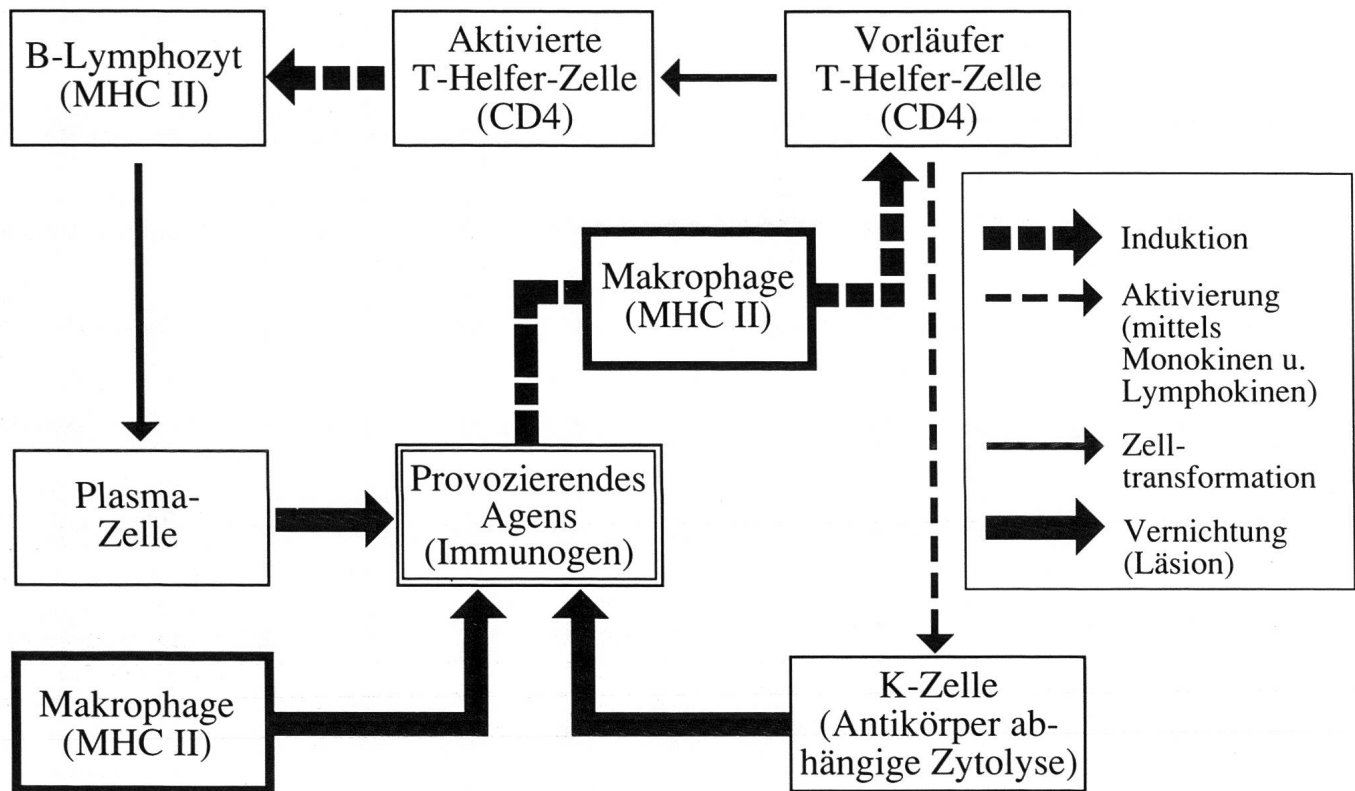 B-Lymphozyt
(MHC II)
Aktivierte
T-Helfer-Zelle
(CD4)
Vorläufer
T-Helfer-Zelle
(CD4)
Makrophage
(MHC II)
Induktion
Aktivierung
(mittels
Monokinen u.
Lymphokinen)
Zell-
transformation
Vernichtung
(Läsion)
Plasma-
Zelle
Provozierendes
Agens
(Immunogen)
Makrophage
(MHC II)
K-Zelle
(Antikörper ab-
hängige Zytolyse)